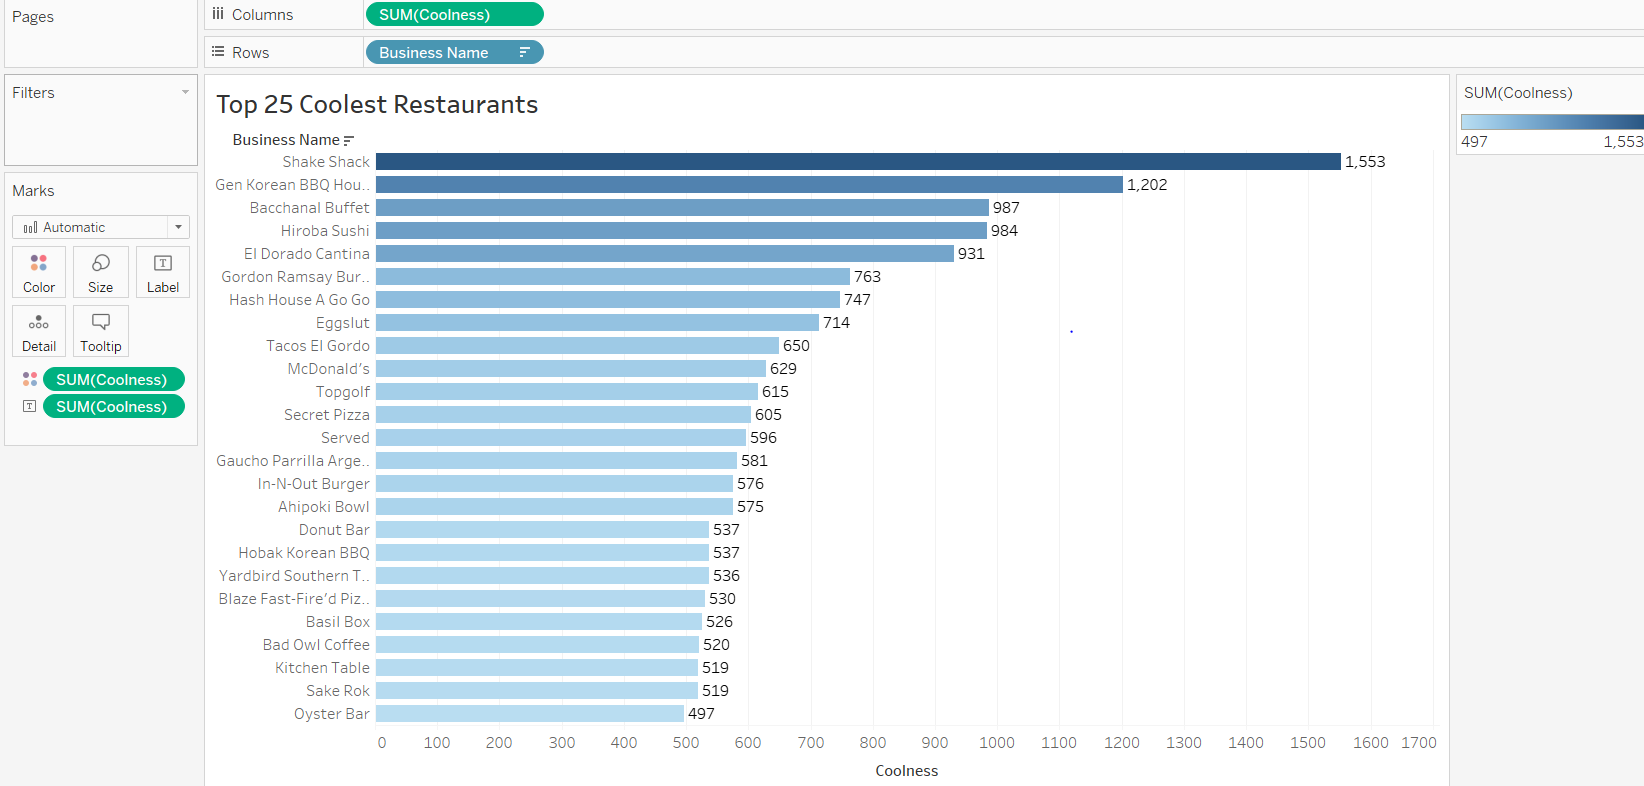 Pages
Columns
SUM(Coolness)
Rows
Business Name
Filters
Marks
Automatic
Color
Size
Label
Detail
Tooltip
SUM(Coolness)
SUM(Coolness)
Top 25 Coolest Restaurants
Business Name
Shake Shack 1,553
Gen Korean BBQ Hou.. 1,202
Bacchanal Buffet 987
Hiroba Sushi 984
El Dorado Cantina 931
Gordon Ramsay Bur.. 763
Hash House A Go Go 747
Eggslut 714
Tacos El Gordo 650
McDonald's 629
Topgolf 615
Secret Pizza 605
Served 596
Gaucho Parrilla Arge.. 581
In-N-Out Burger 576
Ahipoki Bowl 575
Donut Bar 537
Hobak Korean BBQ 537
Yardbird Southern T.. 536
Blaze Fast-Fire'd Piz.. 530
Basil Box 526
Bad Owl Coffee 520
Kitchen Table 519
Sake Rok 519
Oyster Bar 497
0 100 200 300 400 500 600 700 800 900 1000 1100 1200 1300 1400 1500 1600 1700
Coolness
SUM(Coolness)
497 1,553